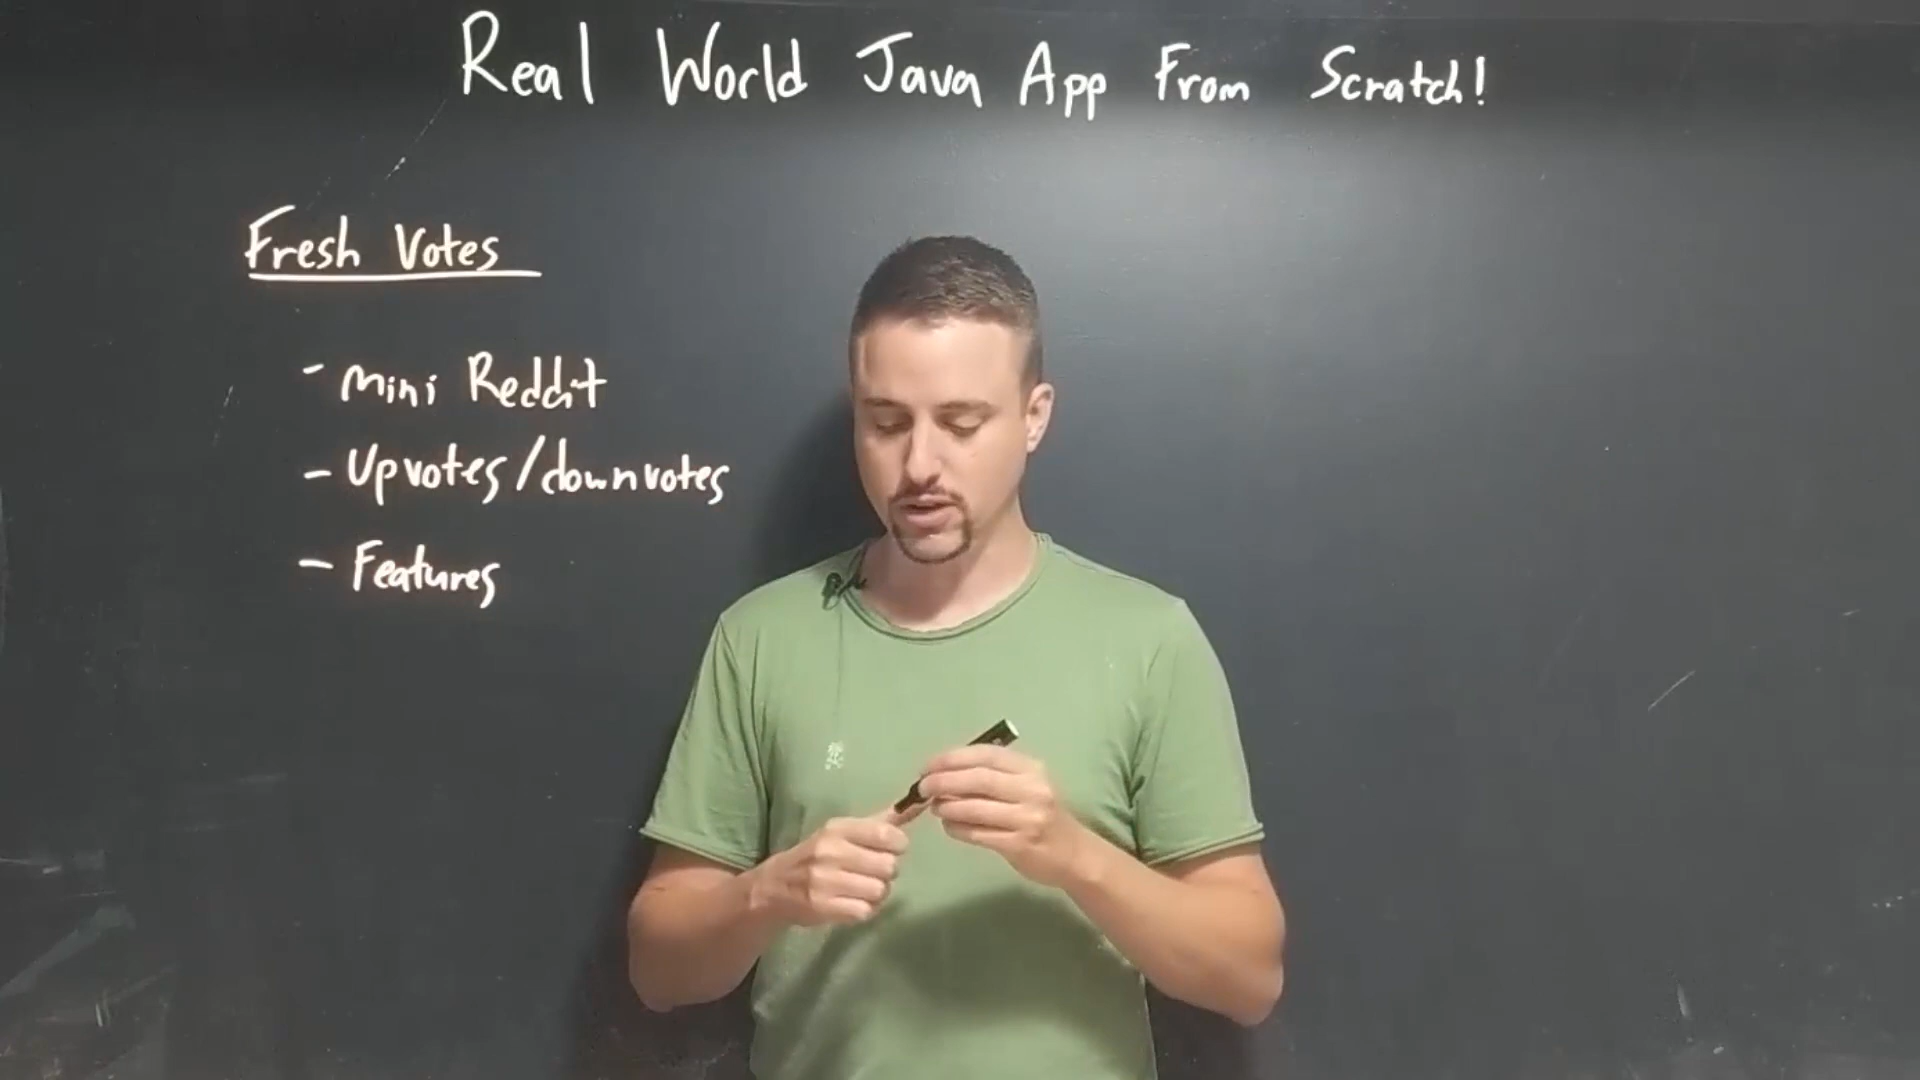 Real World Java App From Scratch!
Fresh Votes
- Mini Reddit
- Upvotes/downvotes
- Features